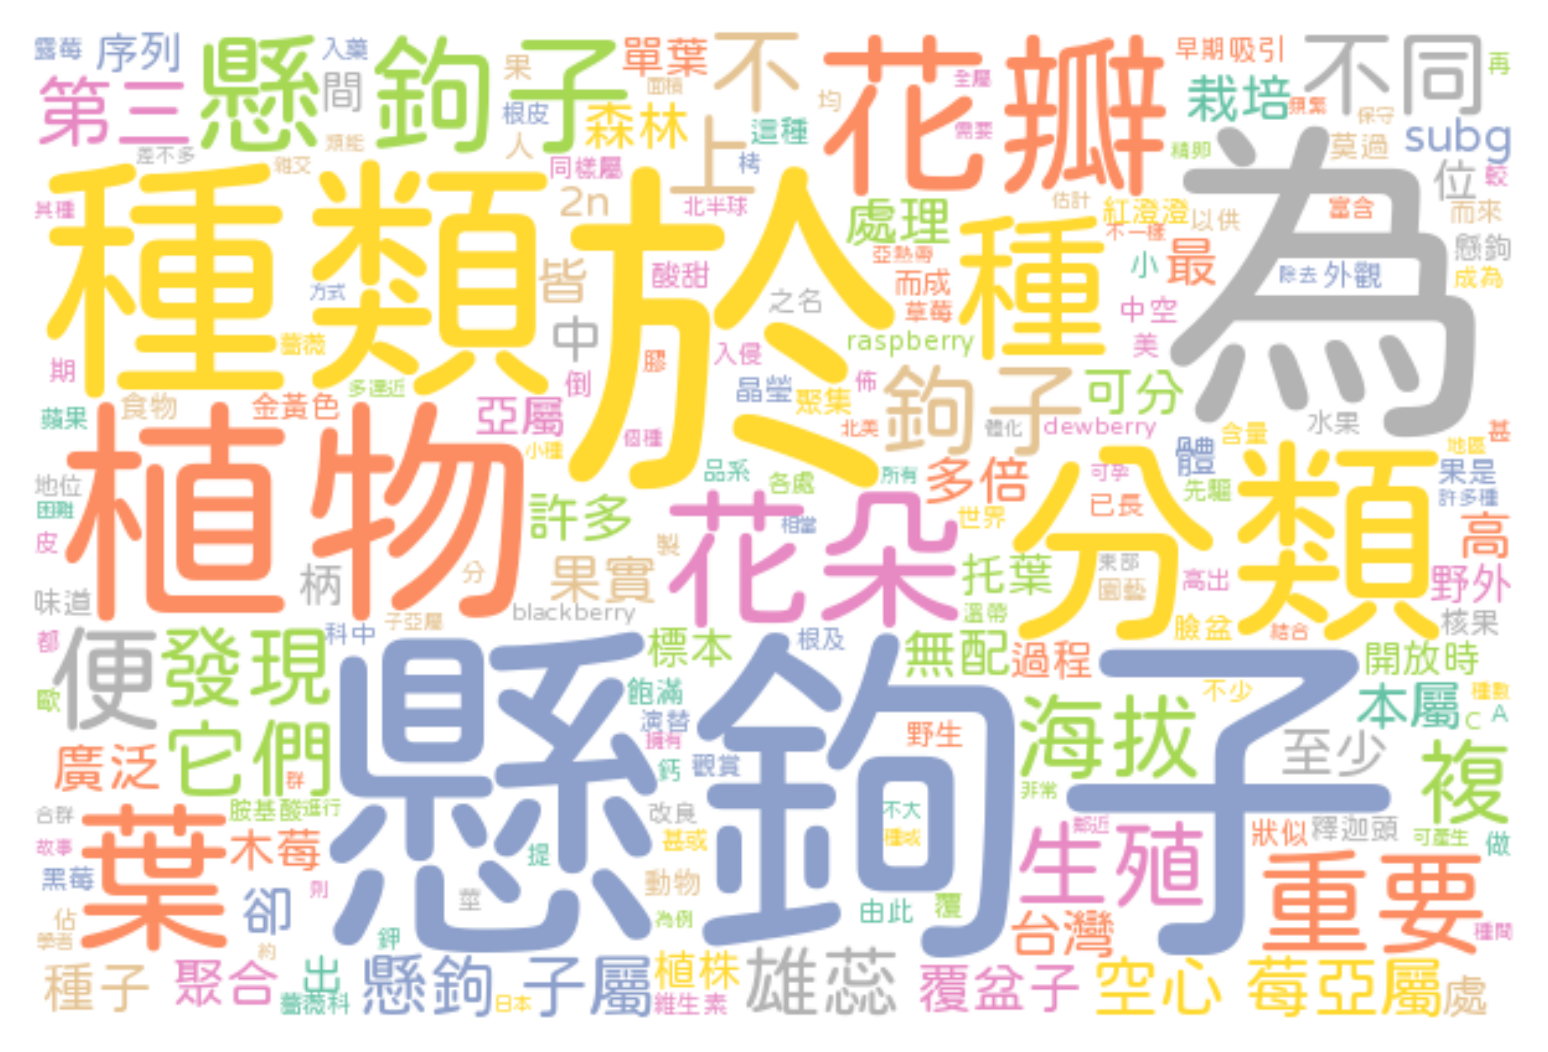 露莓 序列 懸鉤子 入藥 果 單葉 不 花瓣 早期 吸引 不同 再
第三 間 根皮 森林 面積 這種 均 全屬 需要 栽培 頻繁 保守 subg
差不多 雜交 類能 人 同樣屬 上 栲 精卵 莫過 位 較
其種 種類 於 2n 北半球 處理 估計 紅澄澄 以供 為 富含 而來
方式 皆 酸甜 亞熱帶 種 不一樣 小 最 除去 外觀 懸鉤 成為
薔薇 中 之名 而成 草莓 中空
期 多達近 倒 膠 入侵 raspberry 美
蘋果 食物 金黃色 亞屬 晶瑩 聚集 佈 鉤子 可分
植物 小種 個種 北美 體化 dewberry 水果 甚
地位 品系 各處 所有 多倍 可孕 體 含量 分類 地區 果是
困難 許多 花朵 相當 世界 已長 先驅 許多種
皮 柄 分 果實 製 托葉 東部 園藝 高出 高 野外
味道 子亞屬 blackberry 溫帶 臉盆 結合 核果
都 便 發現 科中 懸鉤子 標本 根及 無配 過程 開放時
歐 它們 飽滿 演替 擁有 野生 海拔 不少 本屬 種數 C A
廣泛 群 鈣 觀賞 至少 複
合群 胺基酸 進行 改良 不大 非常 鄰近 狀似 釋迦頭 可產生
故事 葉 木莓 提 甚或 種或 生殖 做
黑莓 卻 則 莖 動物 由此 覆 重要
佔 學者 約 鉀 為例 台灣 種間
種子 聚合 出 薔薇科 懸鉤子屬 日本 植株 維生素 雄蕊 覆盆子 空心 莓亞屬 處